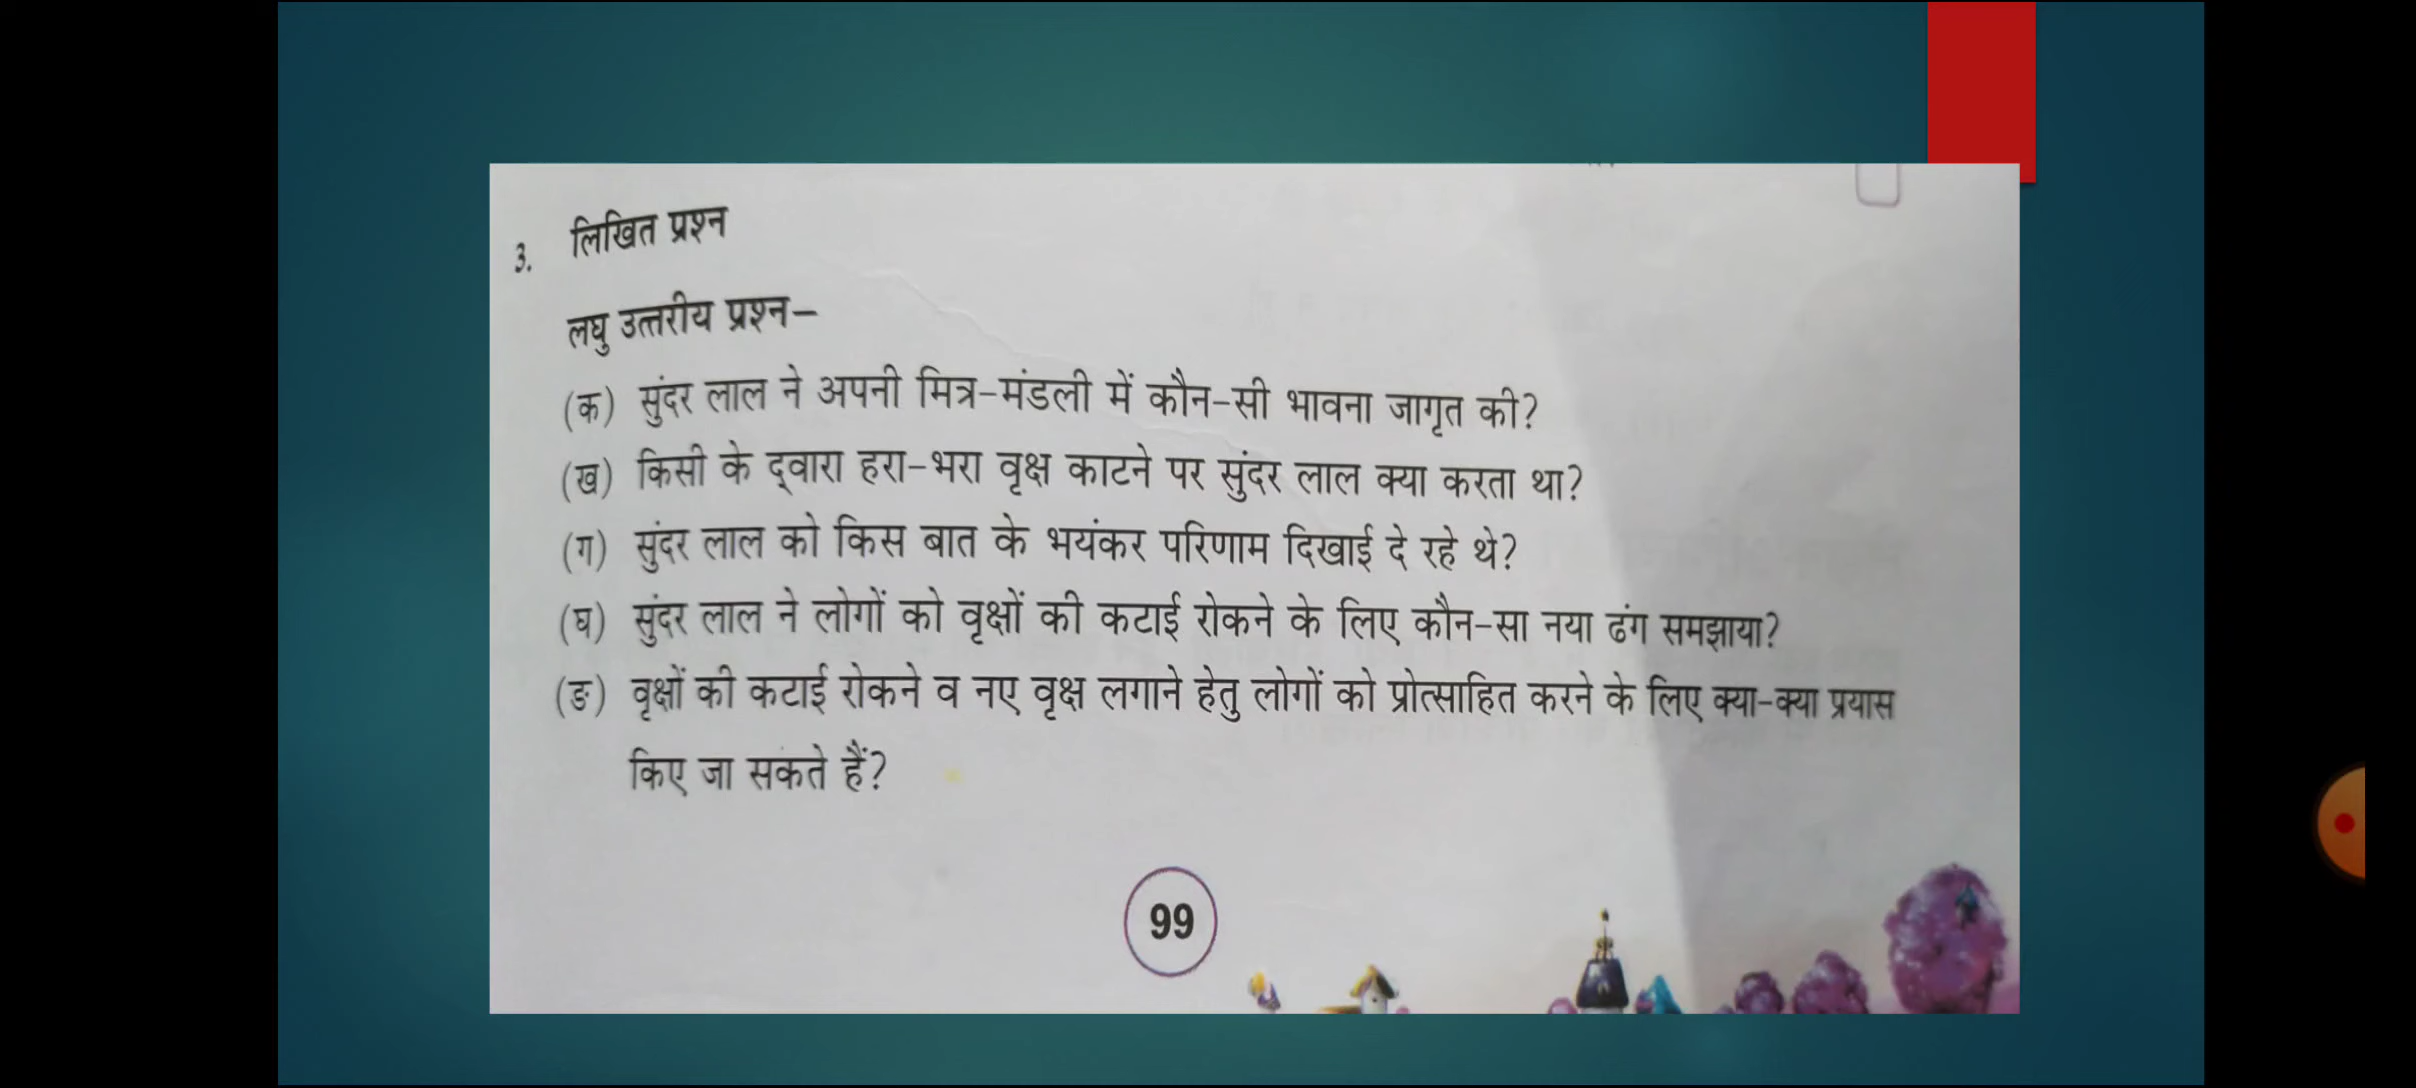 3. लिखित प्रश्न
लघु उत्तरीय प्रश्न–
(क) सुंदर लाल ने अपनी मित्र-मंडली में कौन-सी भावना जागृत की?
(ख) किसी के द्वारा हरा-भरा वृक्ष काटने पर सुंदर लाल क्या करता था?
(ग) सुंदर लाल को किस बात के भयंकर परिणाम दिखाई दे रहे थे?
(घ) सुंदर लाल ने लोगों को वृक्षों की कटाई रोकने के लिए कौन-सा नया ढंग समझाया?
(ङ) वृक्षों की कटाई रोकने व नए वृक्ष लगाने हेतु लोगों को प्रोत्साहित करने के लिए क्या-क्या प्रयास
किए जा सकते हैं?
99